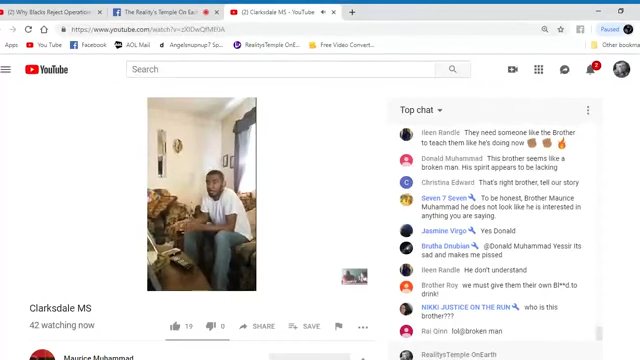 Why Blacks Reject Operation
The Reality's Temple On Eart
Clarksdale MS - YouTube
https://www.youtube.com/watch?v=
Paused
Apps
You Tube
Facebook
AOL Mail
Angelsnupnup7 - Sp
RealitysTemple OnE
Free Video Convert
Other bookmar
YouTube
Search
2
Top chat
Ileen Randle They need someone like the Brother
to teach them like he's doing now
Donald Muhammad This brother seems like a
broken man. His spirit appears to be lacking
C Christina Edward That's right brother, tell our story
Seven 7 Seven To be honest, Brother Maurice
Muhammad he does not look like he is interested in
anything you are saying.
Jasmine Virgo Yes Donald
Brutha Dnubian @Donald Muhammad Yessir Its
sad and makes me pissed
Ileen Randle He don't understand
Brother Roy we must give them their own Bl**d to
drink!
NIKKI JUSTICE ON THE RUN who is this
brother???
Rai Qinn lol@broken man
RealitysTemple OnEarth
Clarksdale MS
42 watching now
19
0
SHARE
SAVE
Maurice Muhammad